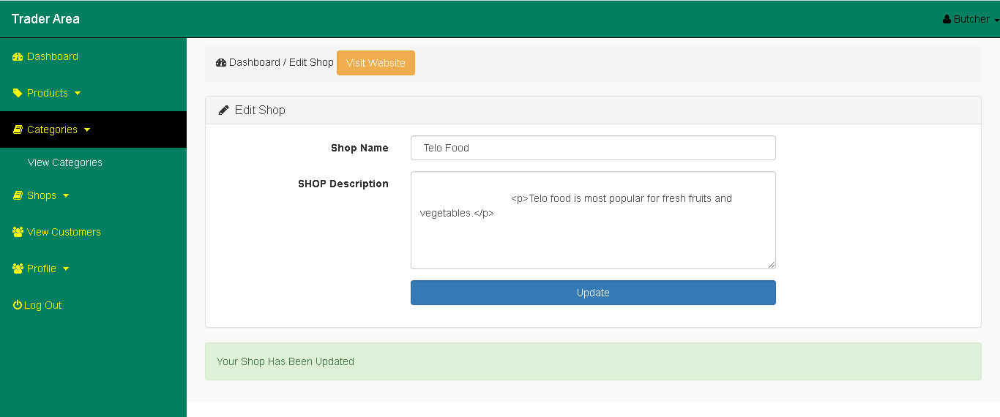 Trader Area
Butcher
Dashboard
Products
Categories
View Categories
Shops
View Customers
Profile
Log Out
Dashboard / Edit Shop Visit Website
Edit Shop
Shop Name Telo Food
SHOP Description
<p>Telo food is most popular for fresh fruits and
vegetables.</p>
Update
Your Shop Has Been Updated